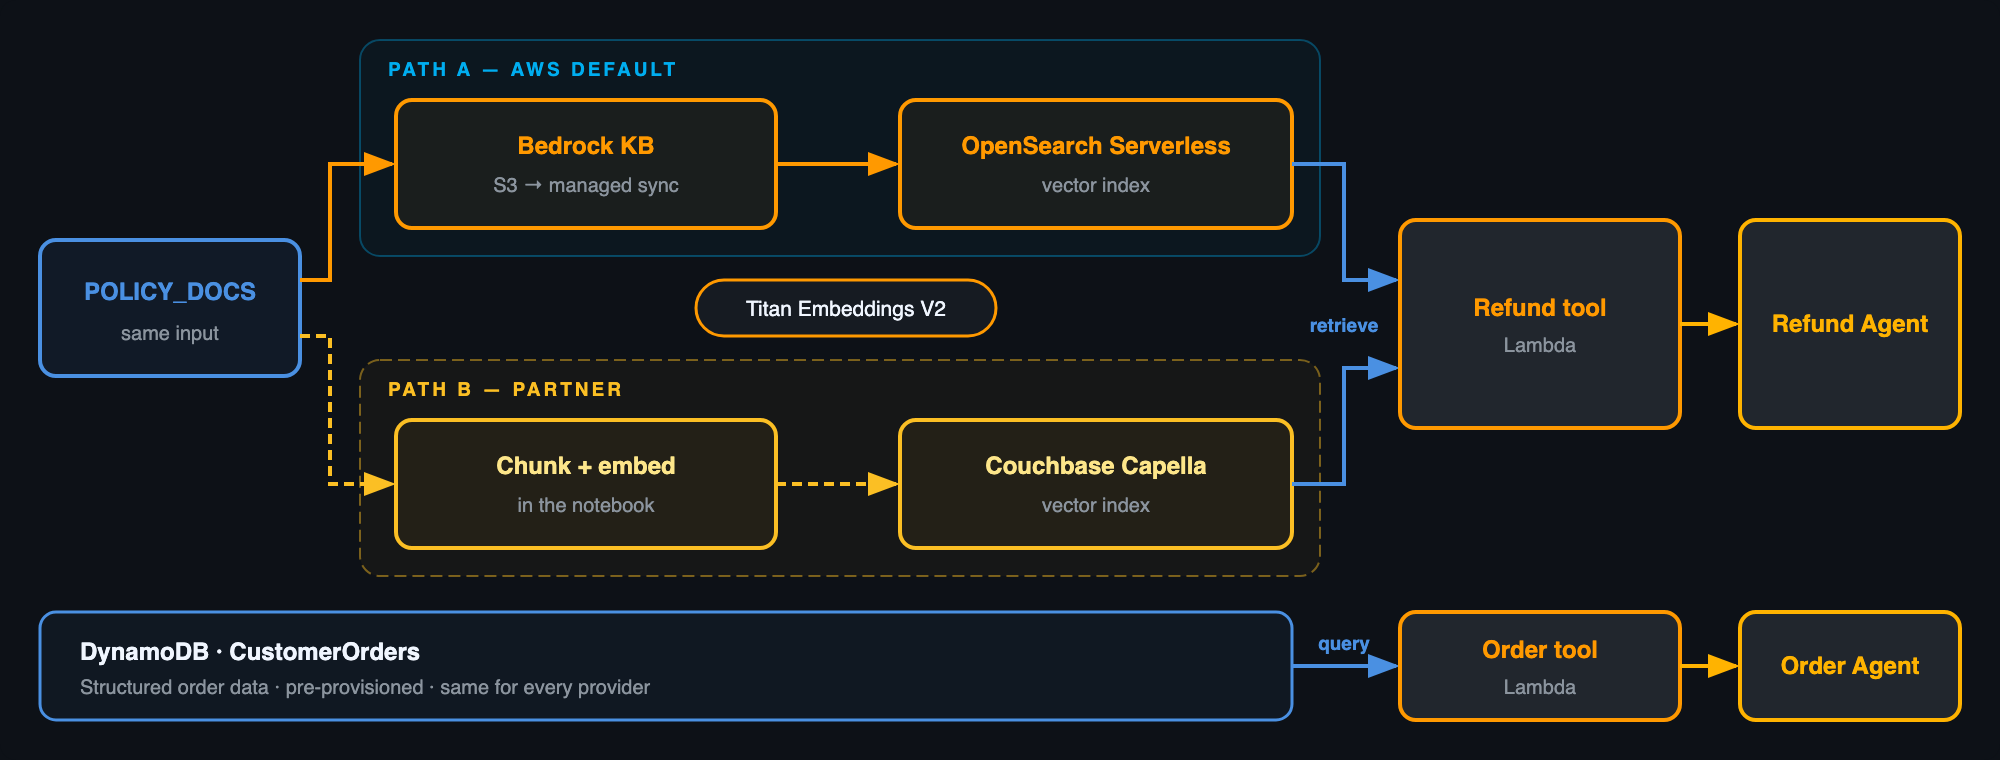 PATH A — AWS DEFAULT
Bedrock KB
S3 → managed sync
OpenSearch Serverless
vector index
POLICY_DOCS
same input
Titan Embeddings V2
retrieve
Refund tool
Lambda
Refund Agent
PATH B — PARTNER
Chunk + embed
in the notebook
Couchbase Capella
vector index
DynamoDB · CustomerOrders
Structured order data · pre-provisioned · same for every provider
query
Order tool
Lambda
Order Agent